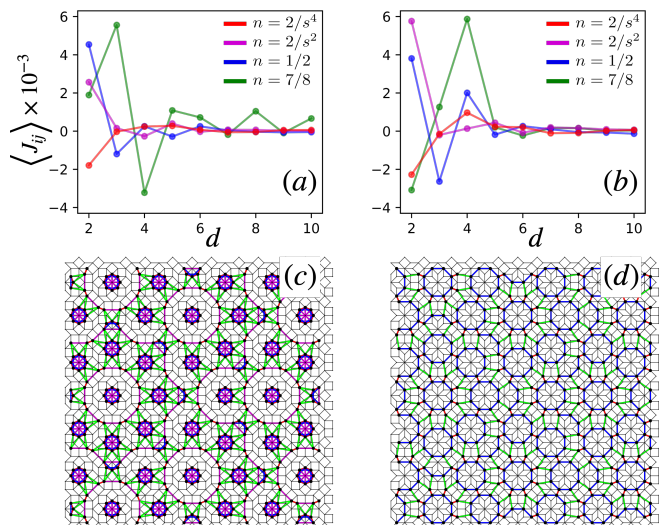 6
4
2
0
−2
−4
⟨J_{ij}⟩ × 10^{−3}
n = 2/s^4
n = 2/s^2
n = 1/2
n = 7/8
(a)
2 4 6 8 10
d
6
4
2
0
−2
−4
n = 2/s^4
n = 2/s^2
n = 1/2
n = 7/8
(b)
2 4 6 8 10
d
(c)
(d)